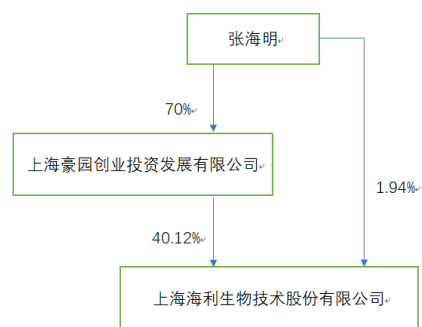 张海明
70%
上海豪园创业投资发展有限公司
1.94%
40.12%
上海海利生物技术股份有限公司